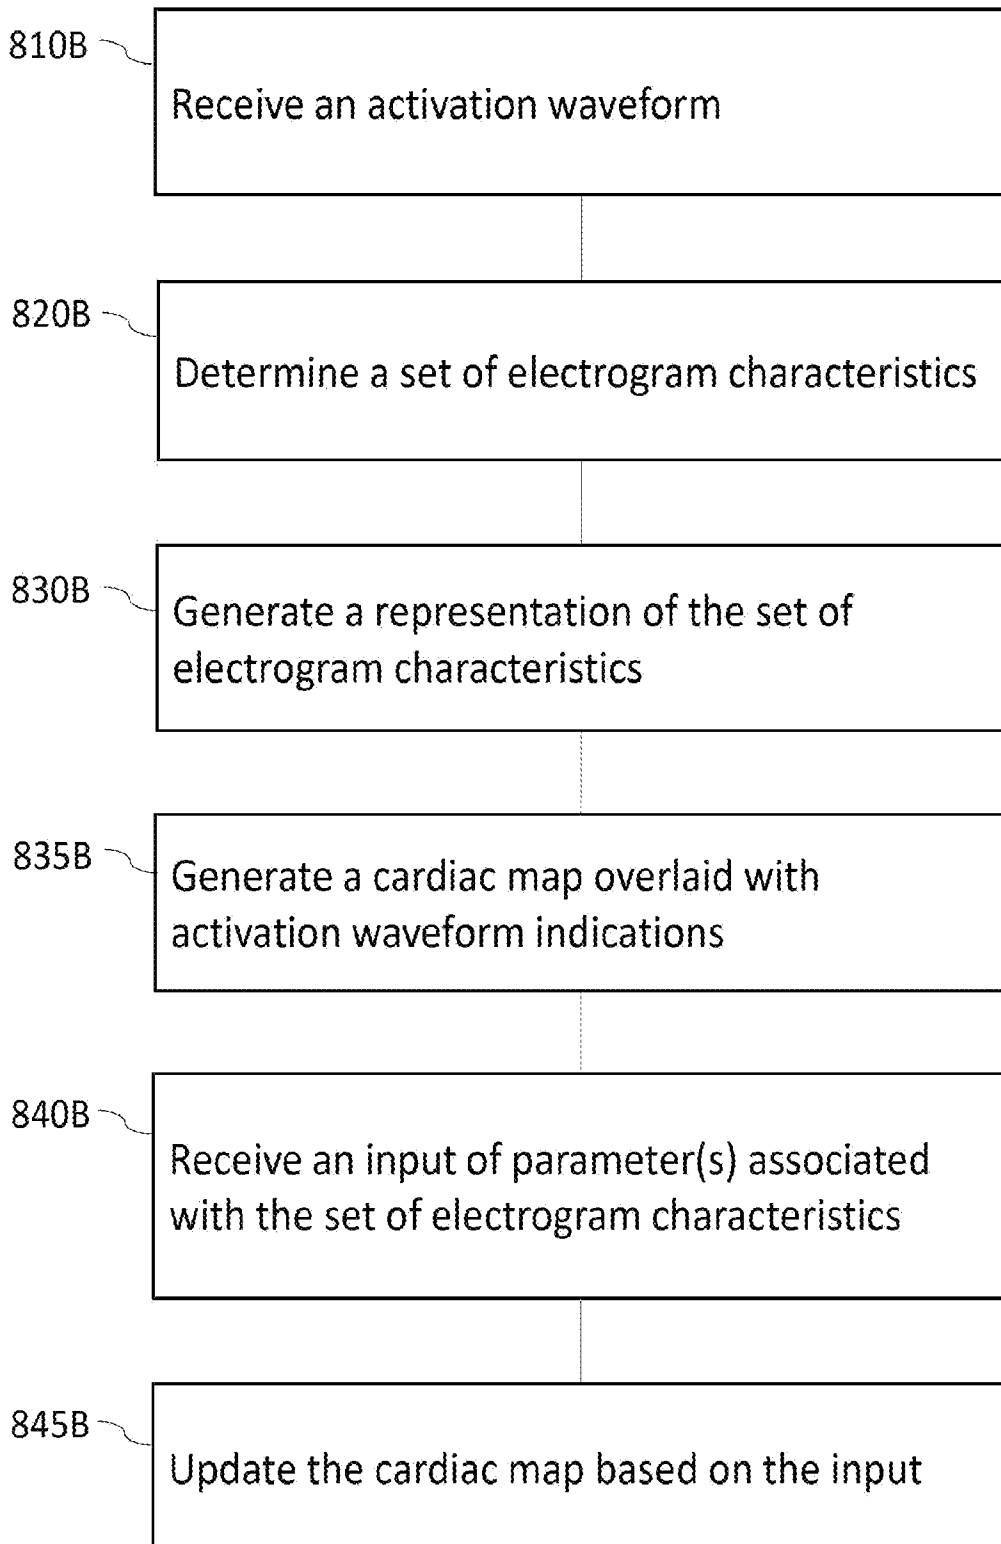 810B
Receive an activation waveform
820B
Determine a set of electrogram characteristics
830B
Generate a representation of the set of
electrogram characteristics
835B
Generate a cardiac map overlaid with
activation waveform indications
840B
Receive an input of parameter(s) associated
with the set of electrogram characteristics
845B
Update the cardiac map based on the input